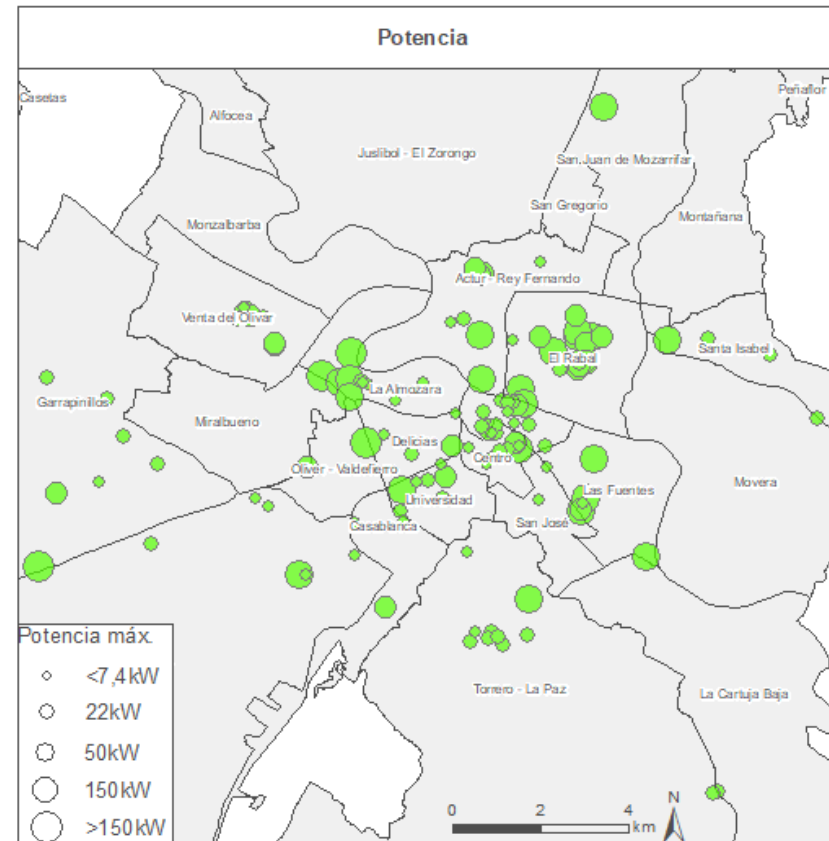 Potencia
Casetas
Peñaflor
Alfocea
Juslibol - El Zorongo
San Juan de Mozarrifar
San Gregorio
Montañana
Monzalbarba
Actur - Rey Fernando
Venta del Olivar
El Rabal
Santa Isabel
La Almozara
Garrapinillos
Miralbueno
Delicias
Centro
Oliver - Valdefierro
Movera
Las Fuentes
Universidad
San José
Casablanca
Torrero - La Paz
La Cartuja Baja
Potencia máx.
<7,4kW
22kW
50kW
150kW
>150kW
0 2 4
km
N